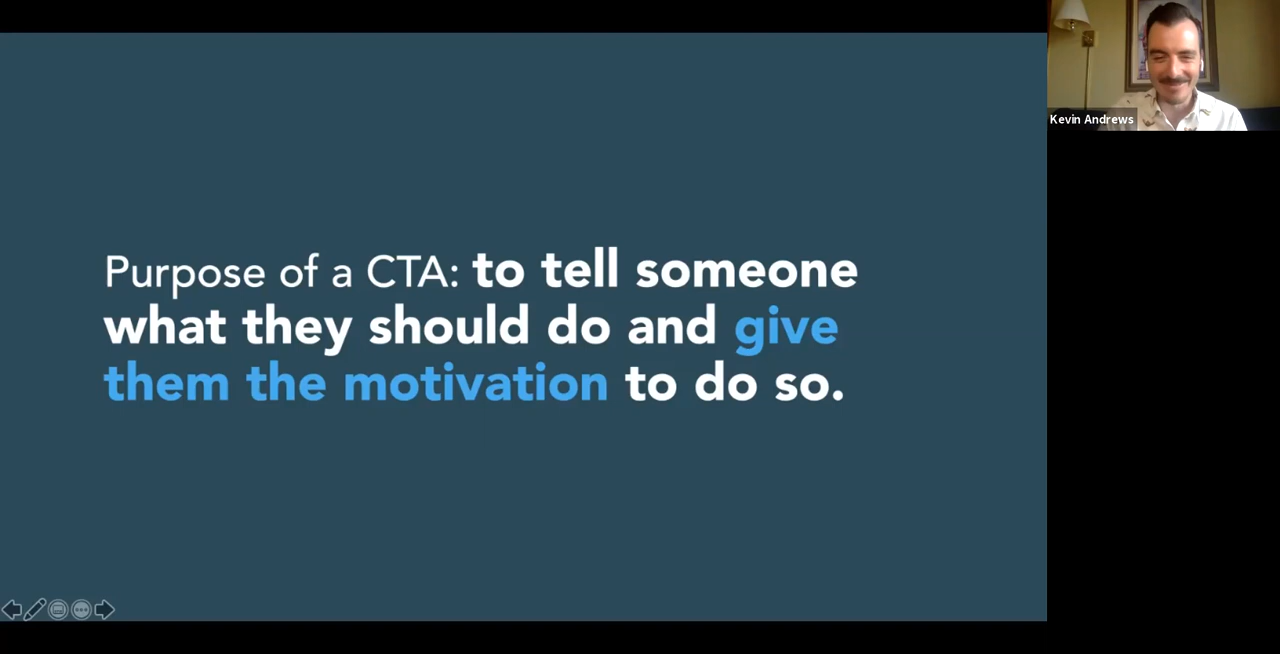 Purpose of a CTA: to tell someone
what they should do and give
them the motivation to do so.
Kevin Andrews